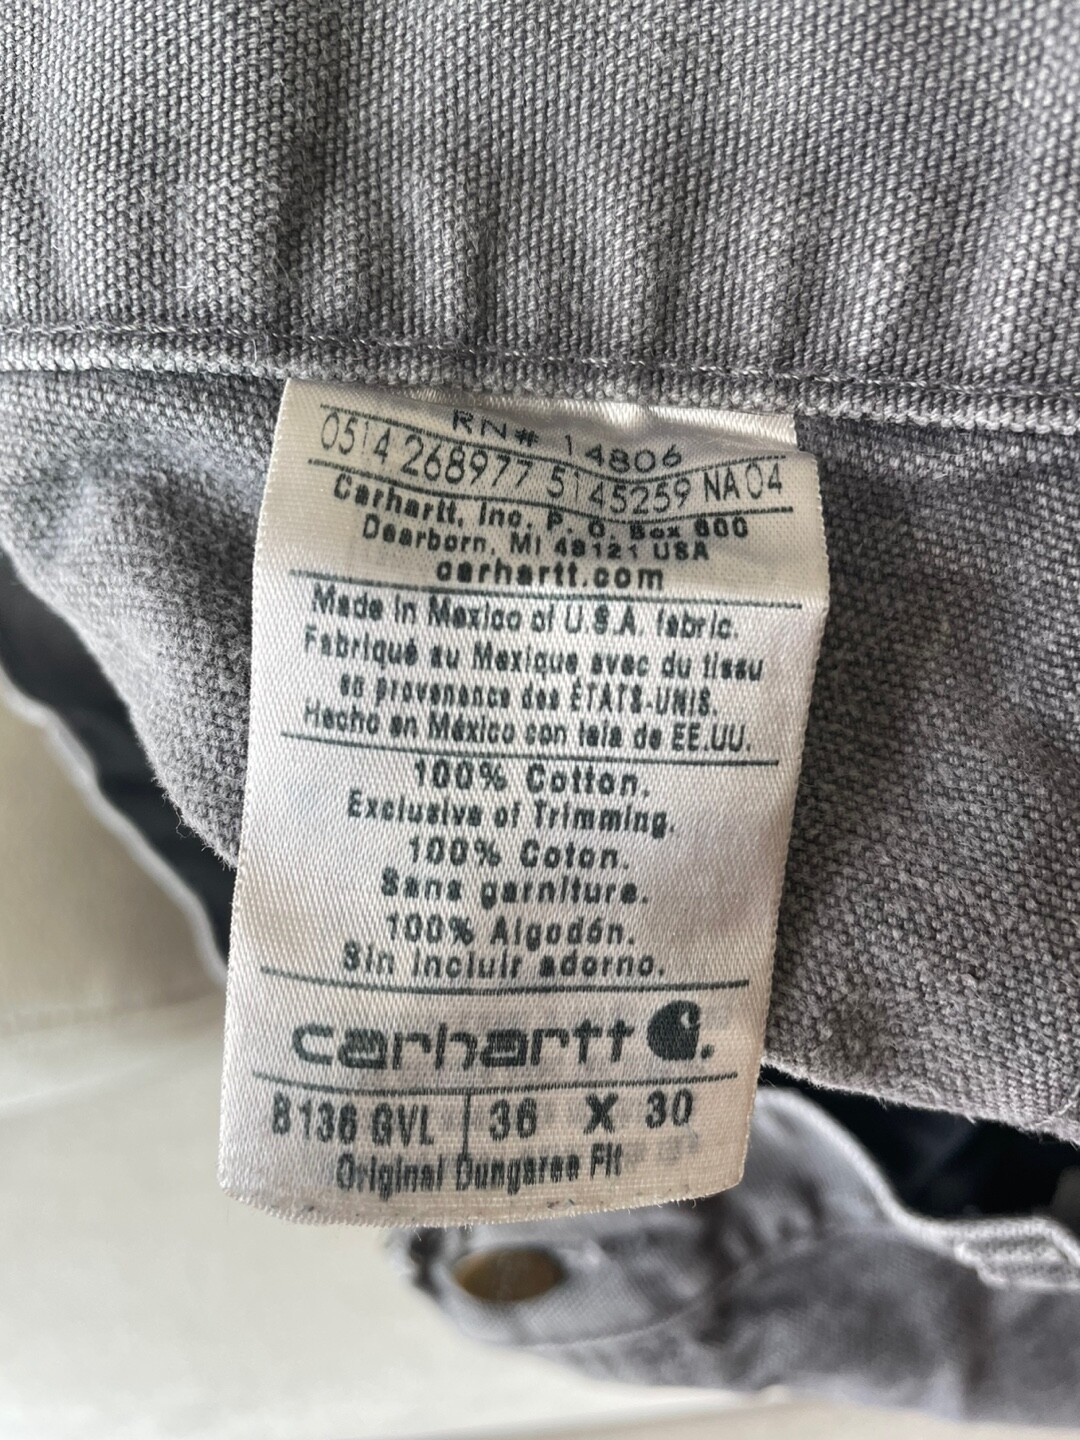 RN# 14806
0514 268977 5145259 NA 04
Carhartt, Inc. P. O. Box 600
Dearborn, MI 48121 USA
carhartt.com
Made in Mexico of U.S.A. fabric.
Fabriqué au Mexique avec du tissu
en provenance des ÉTATS-UNIS.
Hecho en México con tela de EE.UU.
100% Cotton.
Exclusive of Trimming.
100% Coton.
Sans garniture.
100% Algodón.
Sin incluir adorno.
carhartt
B136 GVL 36 X 30
Original Dungaree Fit